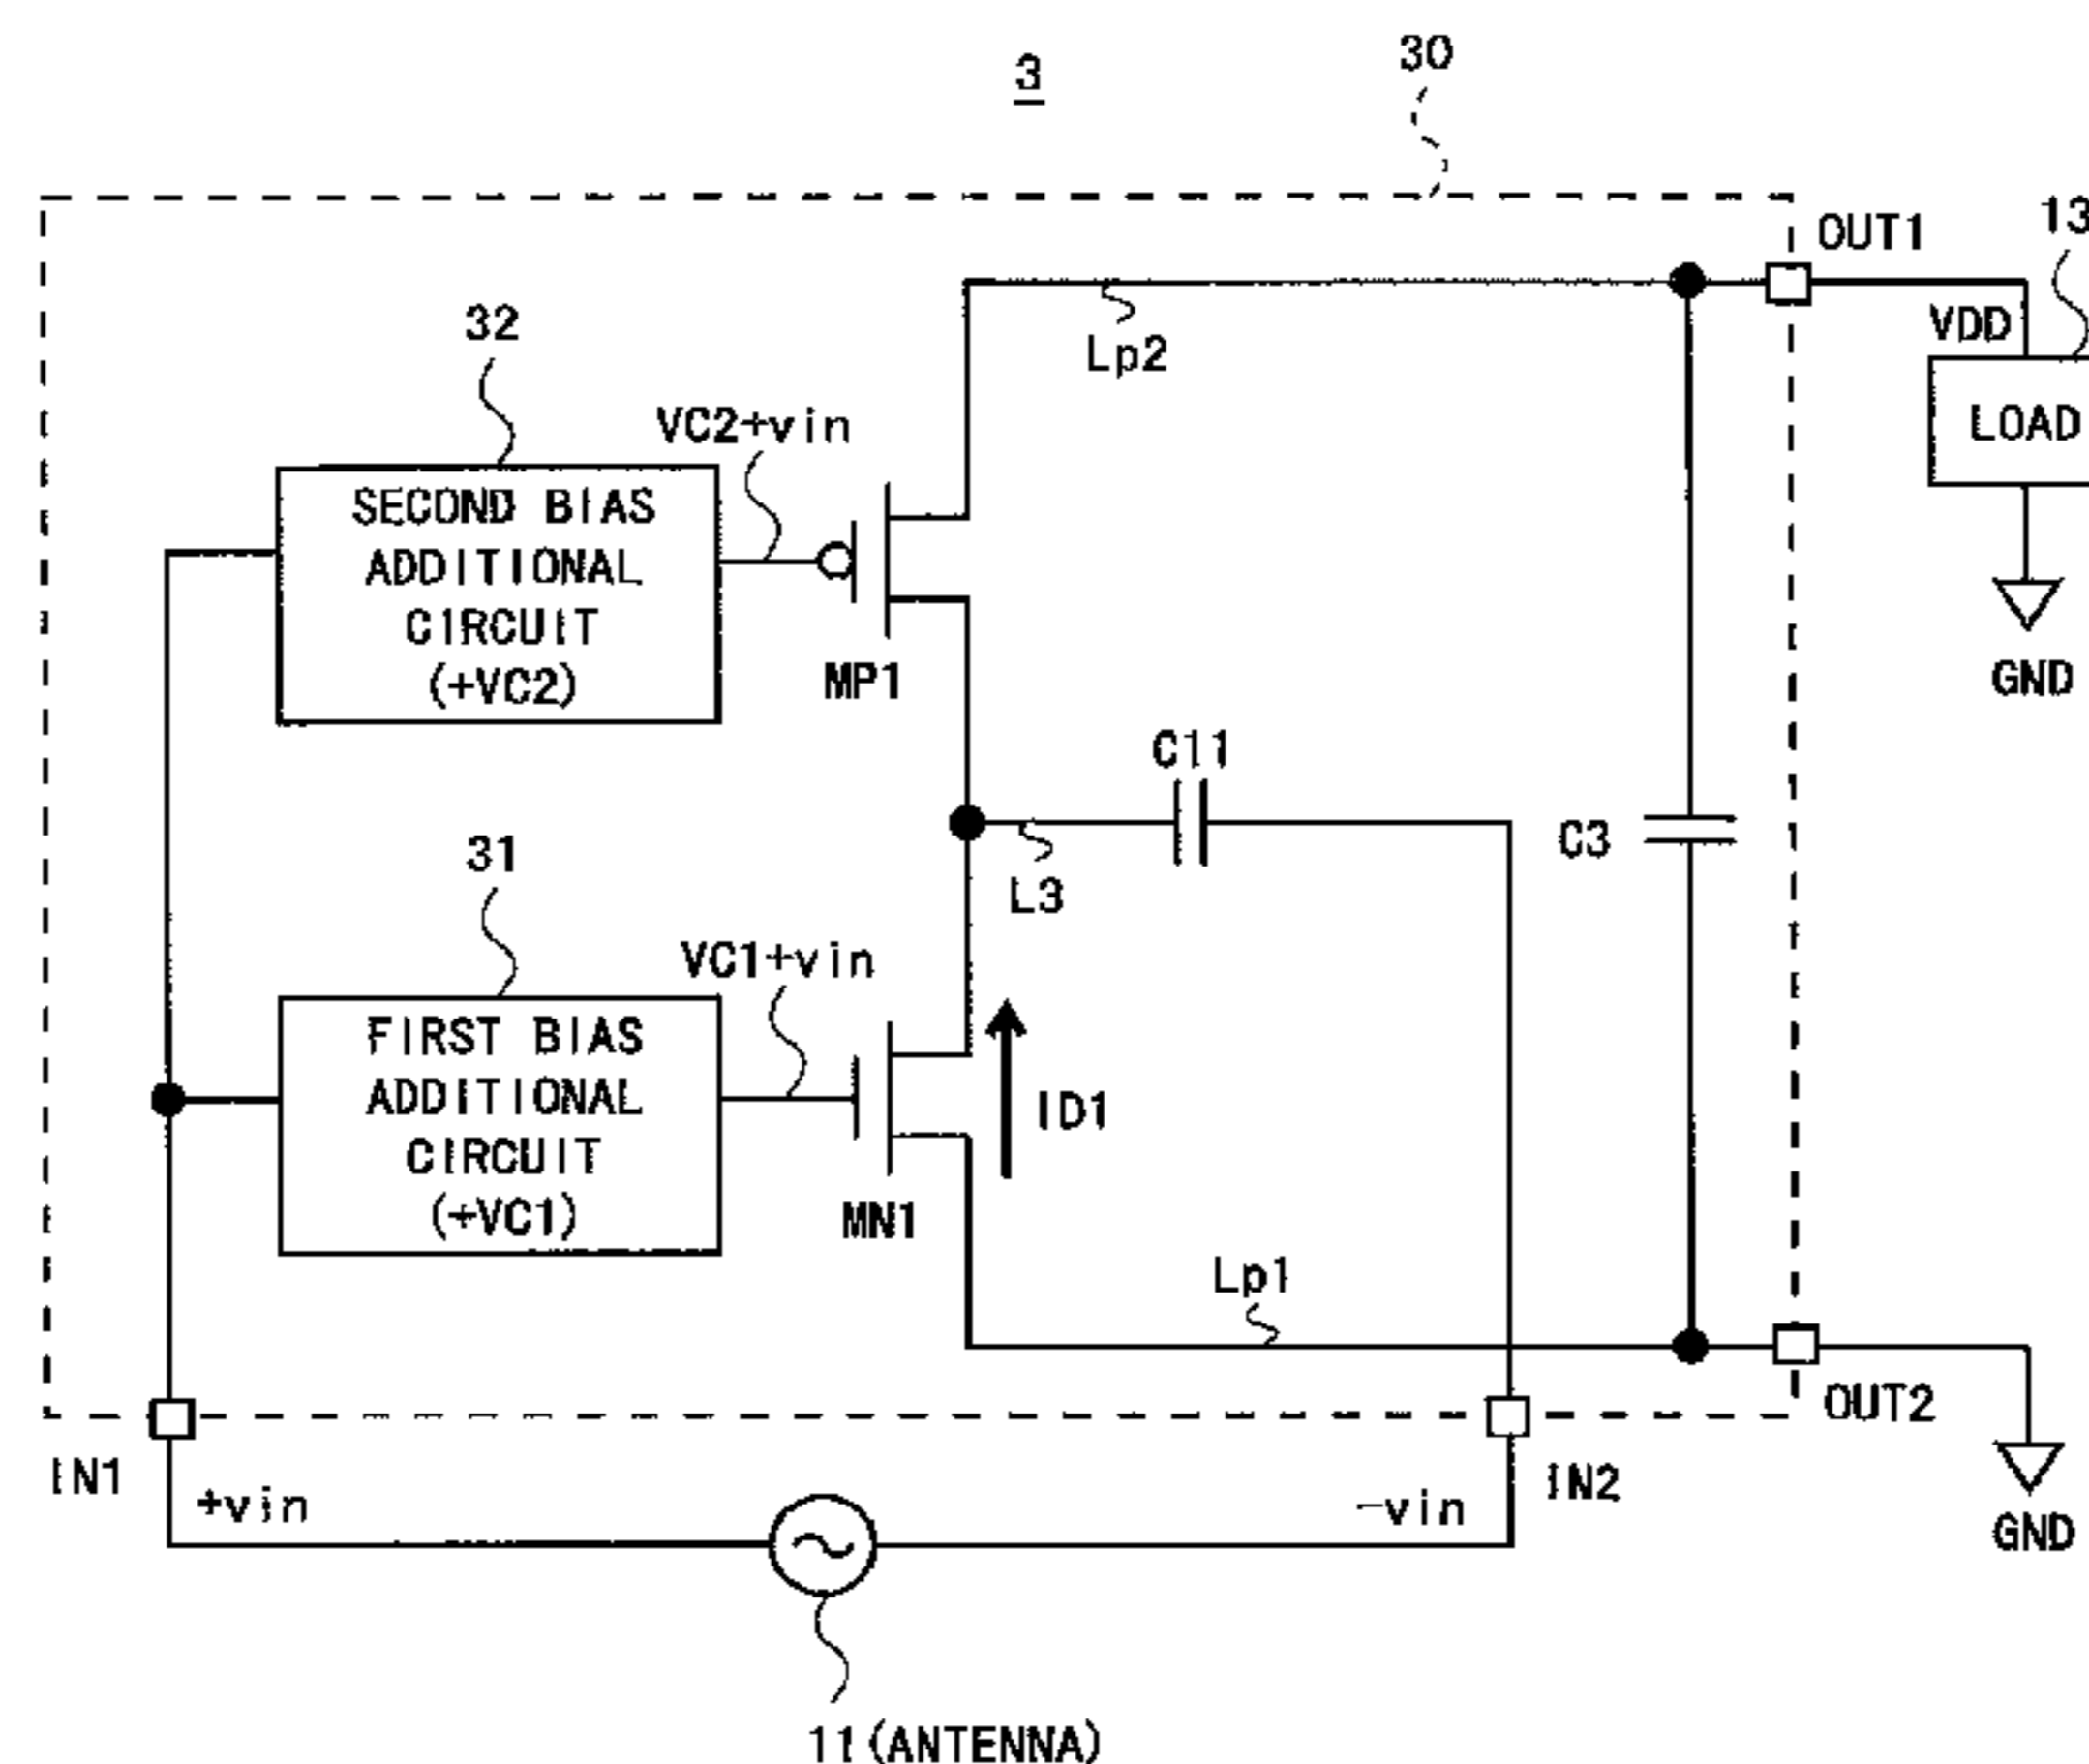 3
30
OUT1
13
VDD
LOAD
GND
Lp2
32
VC2+vin
SECOND BIAS
ADDITIONAL
CIRCUIT
(+VC2)
MP1
C11
C3
L3
31
VC1+vin
FIRST BIAS
ADDITIONAL
CIRCUIT
(+VC1)
ID1
MN1
Lp1
OUT2
IN1
+vin
-vin
IN2
GND
11(ANTENNA)